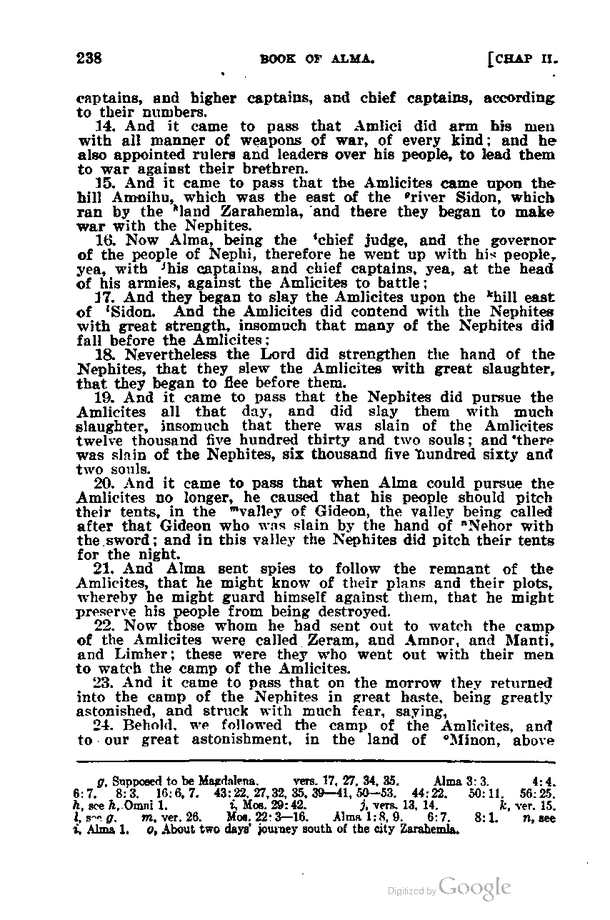 238 BOOK OF ALMA. [CHAP II.
captains, and higher captains, and chief captains, according
to their numbers.
14. And it came to pass that Amlici did arm his men
with all manner of weapons of war, of every kind; and he
also appointed rulers and leaders over his people, to lead them
to war against their brethren.
15. And it came to pass that the Amlicites came upon the
hill Amnihu, which was the east of the ᵍriver Sidon, which
ran by the ʰland Zarahemla, and there they began to make
war with the Nephites.
16. Now Alma, being the ⁱchief judge, and the governor
of the people of Nephi, therefore he went up with his people,
yea, with ʲhis captains, and chief captains, yea, at the head
of his armies, against the Amlicites to battle;
17. And they began to slay the Amlicites upon the ᵏhill east
of ˡSidon. And the Amlicites did contend with the Nephites
with great strength, insomuch that many of the Nephites did
fall before the Amlicites;
18. Nevertheless the Lord did strengthen the hand of the
Nephites, that they slew the Amlicites with great slaughter,
that they began to flee before them.
19. And it came to pass that the Nephites did pursue the
Amlicites all that day, and did slay them with much
slaughter, insomuch that there was slain of the Amlicites
twelve thousand five hundred thirty and two souls; and there
was slain of the Nephites, six thousand five hundred sixty and
two souls.
20. And it came to pass that when Alma could pursue the
Amlicites no longer, he caused that his people should pitch
their tents, in the ᵐvalley of Gideon, the valley being called
after that Gideon who was slain by the hand of ⁿNehor with
the sword; and in this valley the Nephites did pitch their tents
for the night.
21. And Alma sent spies to follow the remnant of the
Amlicites, that he might know of their plans and their plots,
whereby he might guard himself against them, that he might
preserve his people from being destroyed.
22. Now those whom he had sent out to watch the camp
of the Amlicites were called Zeram, and Amnor, and Manti,
and Limher; these were they who went out with their men
to watch the camp of the Amlicites.
23. And it came to pass that on the morrow they returned
into the camp of the Nephites in great haste, being greatly
astonished, and struck with much fear, saying,
24. Behold, we followed the camp of the Amlicites, and
to our great astonishment, in the land of ᵒMinon, above
g, Supposed to be Magdalena. vers. 17, 27, 34, 35. Alma 3: 3. 4: 4.
6: 7. 8: 3. 16: 6, 7. 43: 22, 27, 32, 35, 39—41, 50—53. 44: 22. 50: 11. 56: 25.
h, see h, Omni 1. i, Mos. 29: 42. j, vers. 13, 14. k, ver. 15.
l, see g. m, ver. 26. Mos. 22: 3—16. Alma 1: 8, 9. 6: 7. 8: 1. n, see
i, Alma 1. o, About two days' journey south of the city Zarahemla.
Digitized by Google